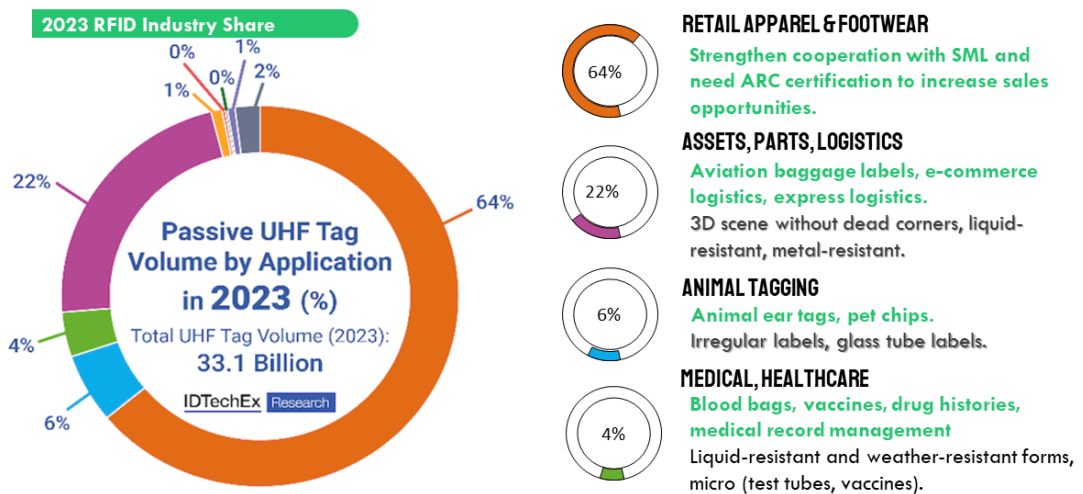 2023 RFID Industry Share
0%
1%
0%
1%
2%
22%
64%
4%
6%
Passive UHF Tag
Volume by Application
in 2023 (%)
Total UHF Tag Volume (2023):
33.1 Billion
IDTechEx Research
64%
RETAIL APPAREL & FOOTWEAR
Strengthen cooperation with SML and
need ARC certification to increase sales
opportunities.
22%
ASSETS, PARTS, LOGISTICS
Aviation baggage labels, e-commerce
logistics, express logistics.
3D scene without dead corners, liquid-
resistant, metal-resistant.
6%
ANIMAL TAGGING
Animal ear tags, pet chips.
Irregular labels, glass tube labels.
4%
MEDICAL, HEALTHCARE
Blood bags, vaccines, drug histories,
medical record management
Liquid-resistant and weather-resistant forms,
micro (test tubes, vaccines).